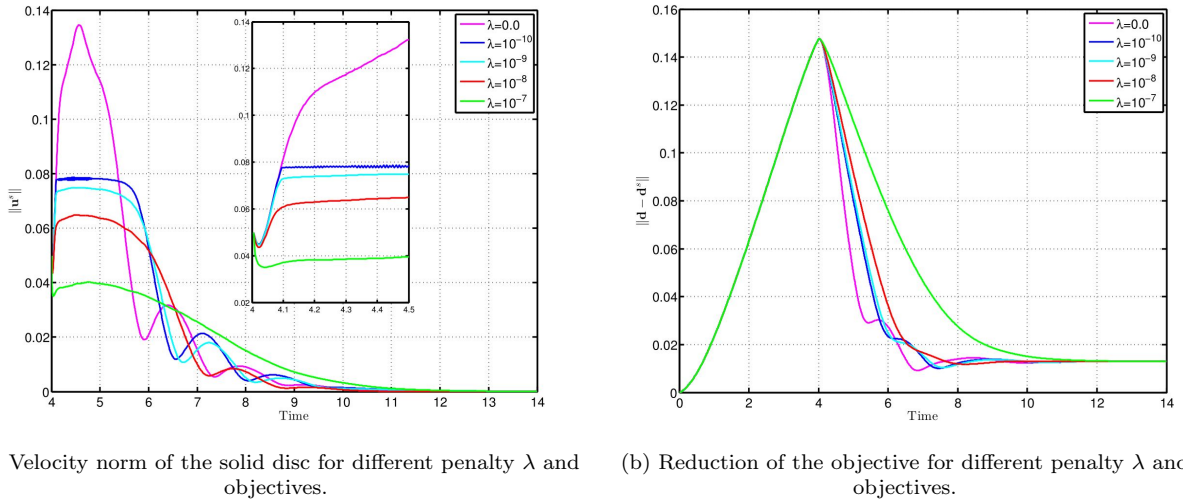 0.14
0.12
0.1
0.08
0.06
0.04
0.02
0
4 5 6 7 8 9 10 11 12 13 14
‖u^s‖
Time
0.14
0.12
0.1
0.08
0.06
0.04
0.02
4 4.1 4.2 4.3 4.4 4.5
λ=0.0
λ=10^-10
λ=10^-9
λ=10^-8
λ=10^-7
Velocity norm of the solid disc for different penalty λ and
objectives.
0.16
0.14
0.12
0.1
0.08
0.06
0.04
0.02
0
0 2 4 6 8 10 12 14
‖d − d^s‖
Time
λ=0.0
λ=10^-10
λ=10^-9
λ=10^-8
λ=10^-7
(b) Reduction of the objective for different penalty λ and
objectives.